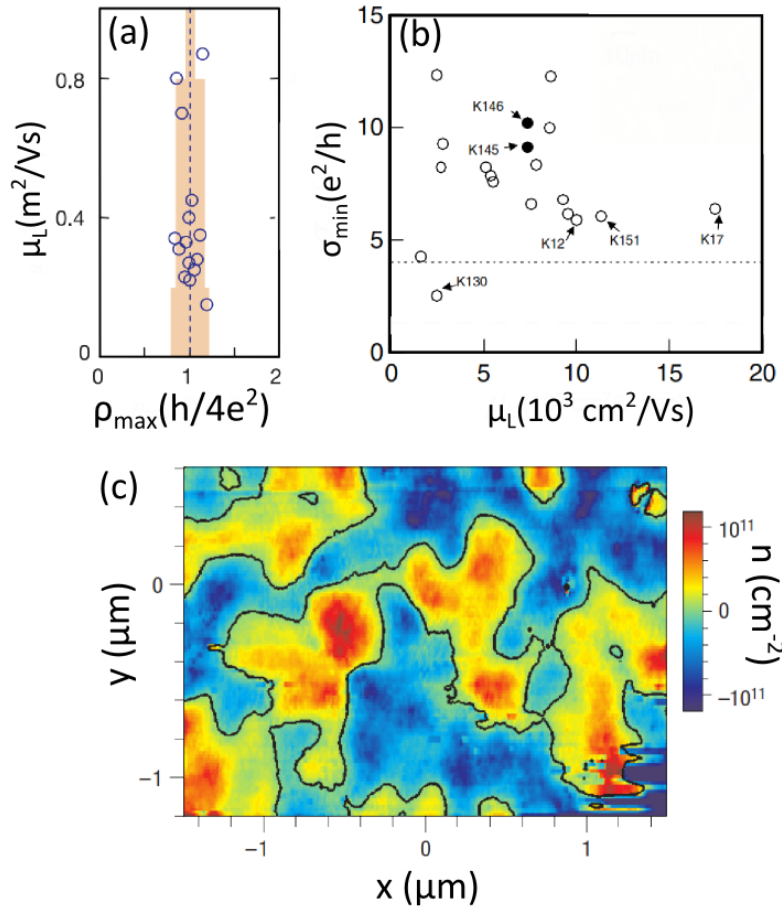 (a)
μL(m²/Vs)
0.8
0.4
0
0
1
2
ρmax(h/4e²)
(b)
σmin(e²/h)
15
10
5
0
K146
K145
K12
K151
K17
K130
5
10
15
20
μL(10³ cm²/Vs)
(c)
y (μm)
0
−1
−1
0
1
x (μm)
10¹¹
0
−10¹¹
n (cm⁻²)